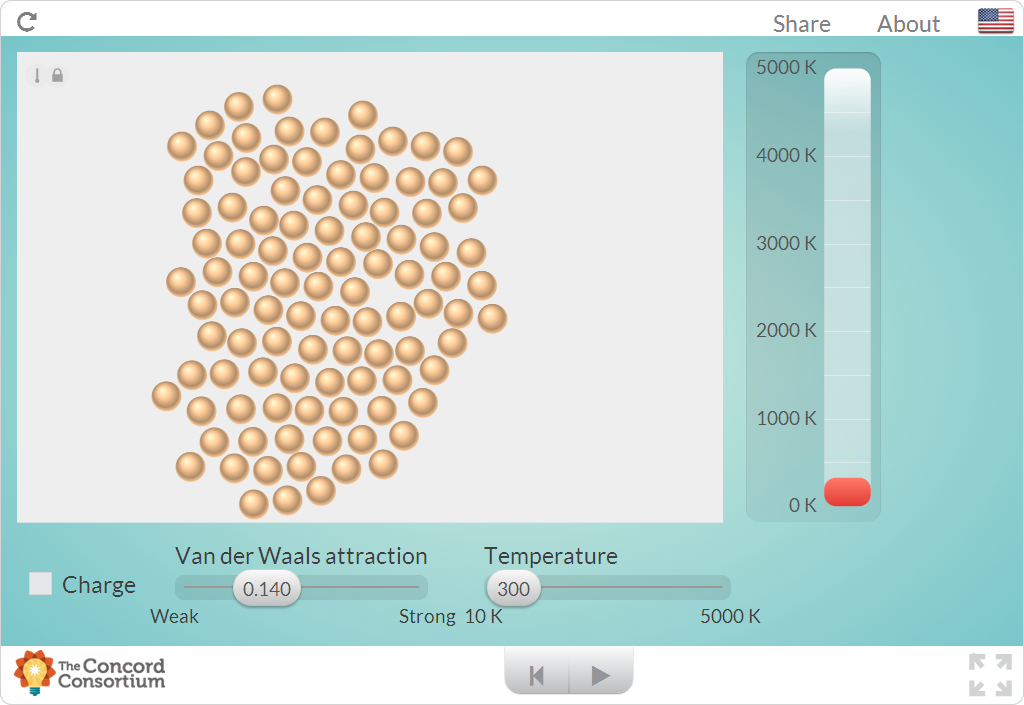 Share About
5000 K
4000 K
3000 K
2000 K
1000 K
0 K
Van der Waals attraction Temperature
Charge 0.140 300
Weak Strong 10 K 5000 K
The Concord
Consortium